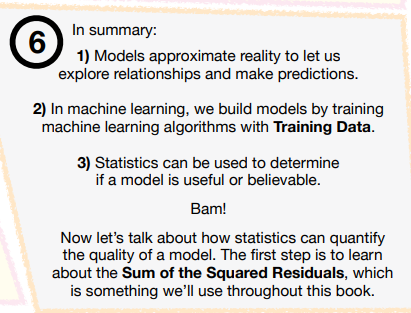 6
In summary:
1) Models approximate reality to let us
explore relationships and make predictions.
2) In machine learning, we build models by training
machine learning algorithms with Training Data.
3) Statistics can be used to determine
if a model is useful or believable.
Bam!
Now let's talk about how statistics can quantify
the quality of a model. The first step is to learn
about the Sum of the Squared Residuals, which
is something we'll use throughout this book.